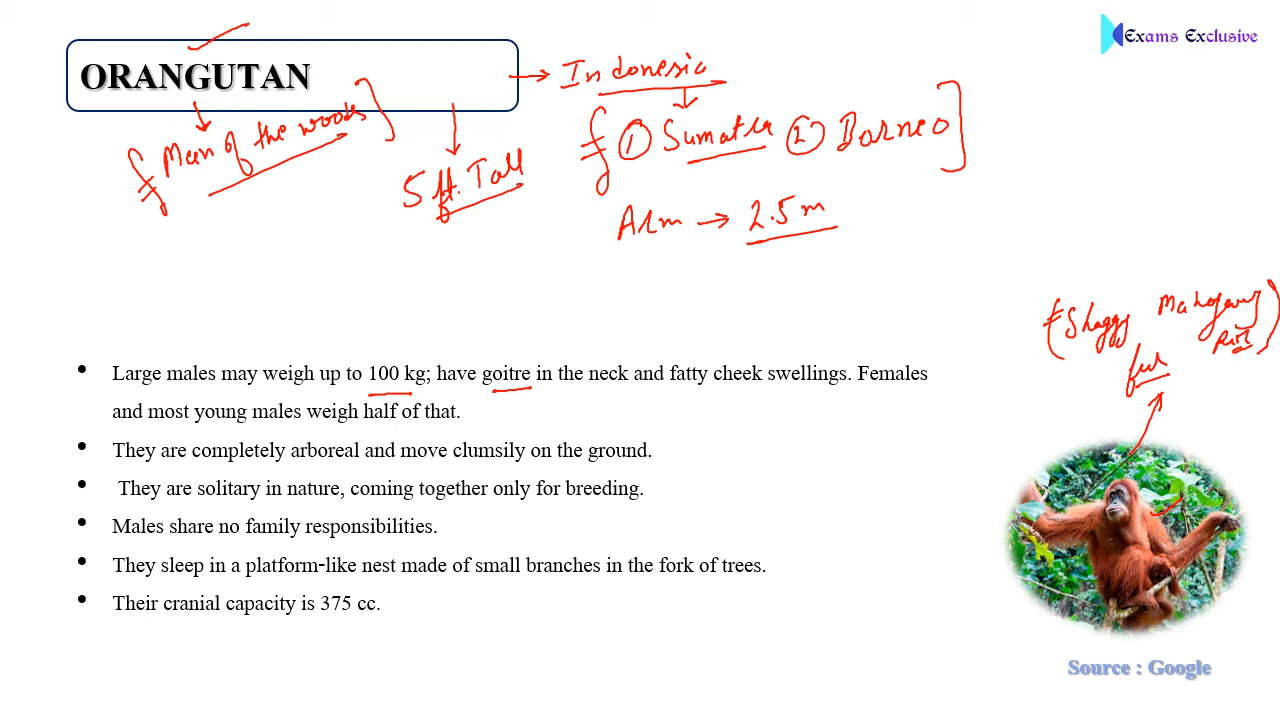 Exams Exclusive
ORANGUTAN
→ Indonesia
{ Man of the woods ]
5 ft. Tall
{ ① Sumatra ② Borneo ]
Arm → 2.5 m
(Shaggy Mahogany
fur
• Large males may weigh up to 100 kg; have goitre in the neck and fatty cheek swellings. Females
and most young males weigh half of that.
• They are completely arboreal and move clumsily on the ground.
• They are solitary in nature, coming together only for breeding.
• Males share no family responsibilities.
• They sleep in a platform-like nest made of small branches in the fork of trees.
• Their cranial capacity is 375 cc.
Source : Google